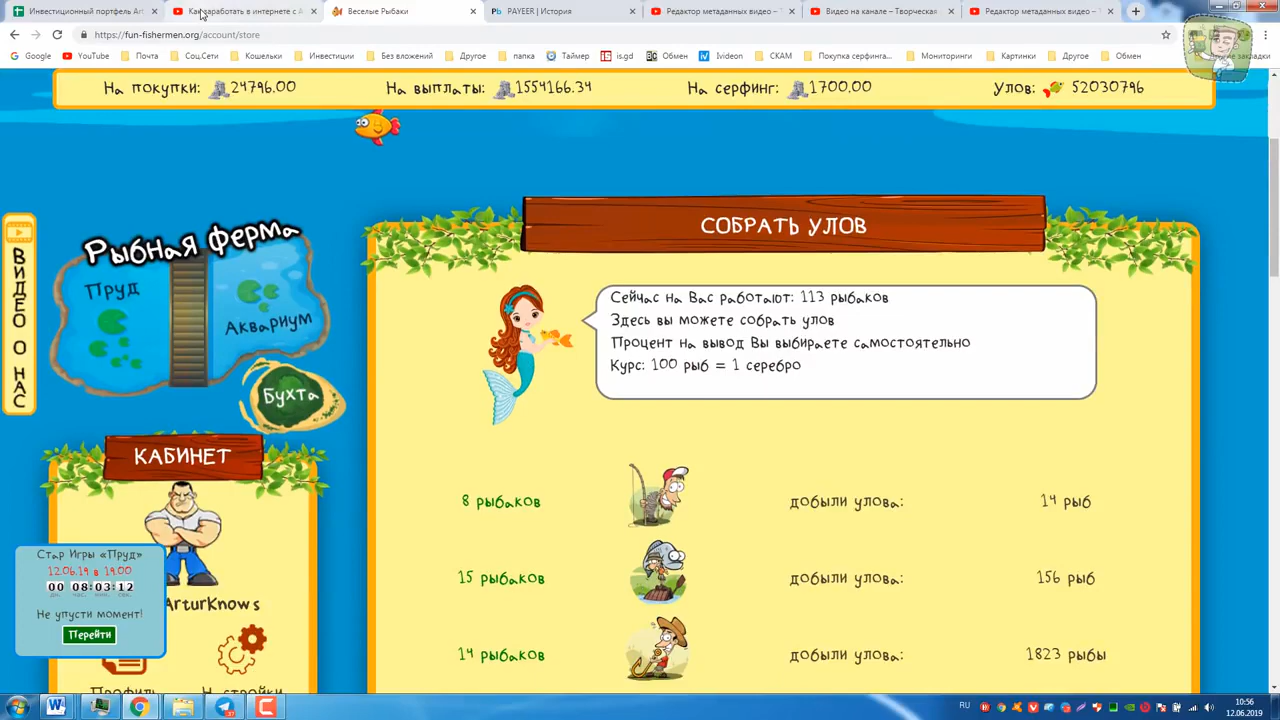 Инвестиционный портфель Art
Как заработать в интернете с А
Веселые Рыбаки
PAYEER | История
Редактор метаданных видео –
Видео на канале – Творческая
Редактор метаданных видео –
https://fun-fishermen.org/account/store
Google
YouTube
Почта
Соц.Сети
Кошельки
Инвестиции
Без вложений
Другое
папка
Таймер
is.gd
Обмен
Ivideon
СКАМ
Покупка серфинга...
Мониторинги
Картинки
Другое
Обмен
закладки
На покупки: 24796.00
На выплаты: 1554166.34
На серфинг: 1700.00
Улов: 52030796
ВИДЕО О НАС
Рыбная ферма
Пруд
Аквариум
Бухта
СОБРАТЬ УЛОВ
Сейчас на Вас работают: 113 рыбаков
Здесь вы можете собрать улов
Процент на вывод Вы выбираете самостоятельно
Курс: 100 рыб = 1 серебро
КАБИНЕТ
8 рыбаков добыли улова: 14 рыб
15 рыбаков добыли улова: 156 рыб
14 рыбаков добыли улова: 1823 рыбы
Стар Игры «Пруд»
12.06.19 в 19.00
00 08:03:12
Не упусти момент!
Перейти
ArturKnows
RU
10:56
12.06.2019